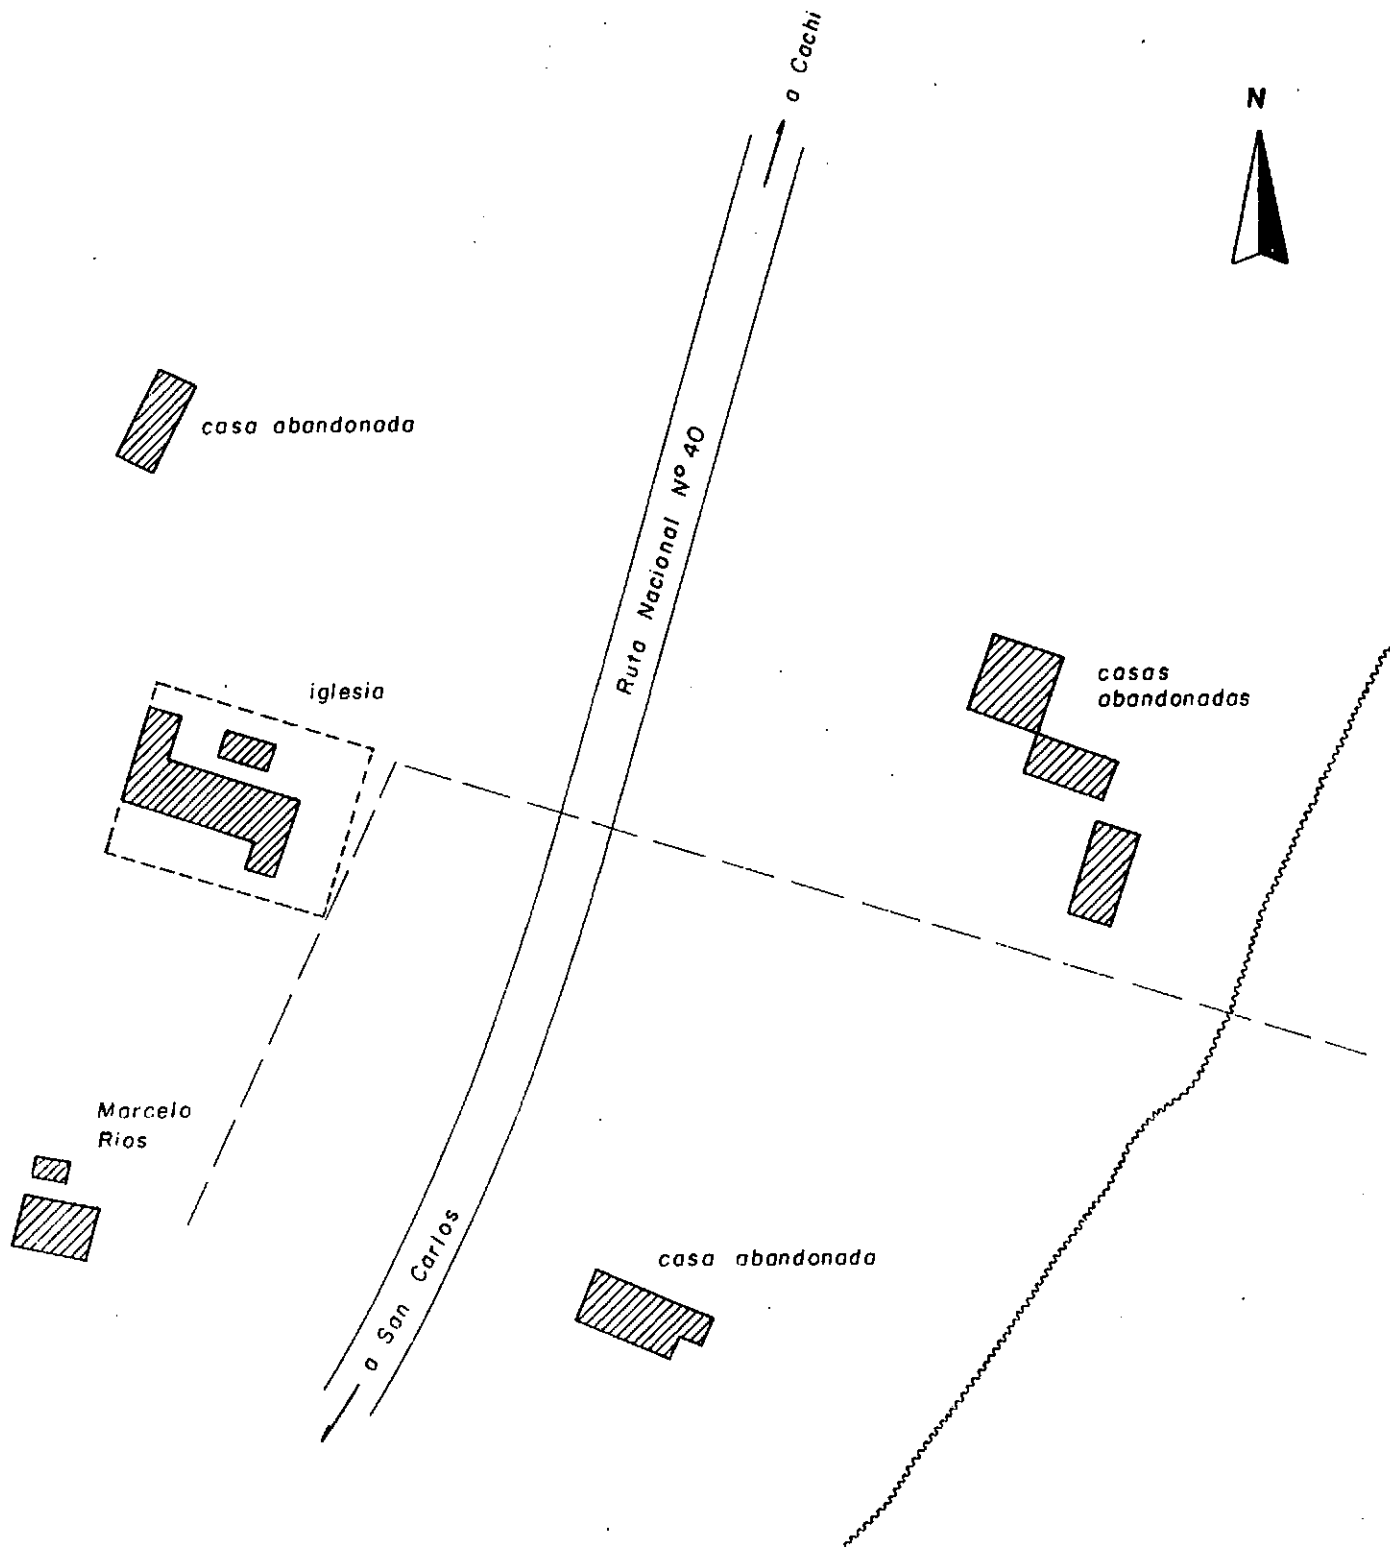 a Cachi
N
casa abandonada
Ruta Nacional Nº 40
iglesia
casas
abandonadas
Marcelo
Rios
a San Carlos
casa abandonada